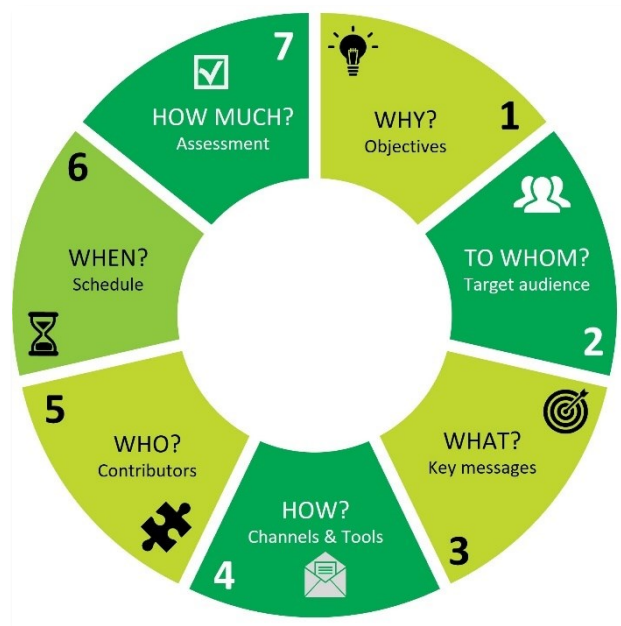 1
WHY?
Objectives
TO WHOM?
Target audience
2
WHAT?
Key messages
3
HOW?
Channels & Tools
4
5
WHO?
Contributors
6
WHEN?
Schedule
7
HOW MUCH?
Assessment